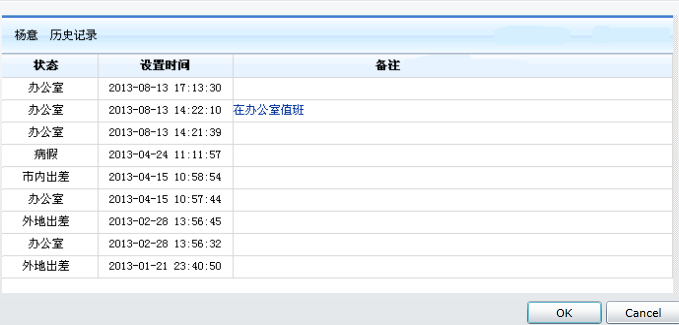 杨意 历史记录
状态 设置时间 备注
办公室 2013-08-13 17:13:30
办公室 2013-08-13 14:22:10 在办公室值班
办公室 2013-08-13 14:21:39
病假 2013-04-24 11:11:57
市内出差 2013-04-15 10:58:54
办公室 2013-04-15 10:57:44
外地出差 2013-02-28 13:56:45
办公室 2013-02-28 13:56:32
外地出差 2013-01-21 23:40:50
OK Cancel